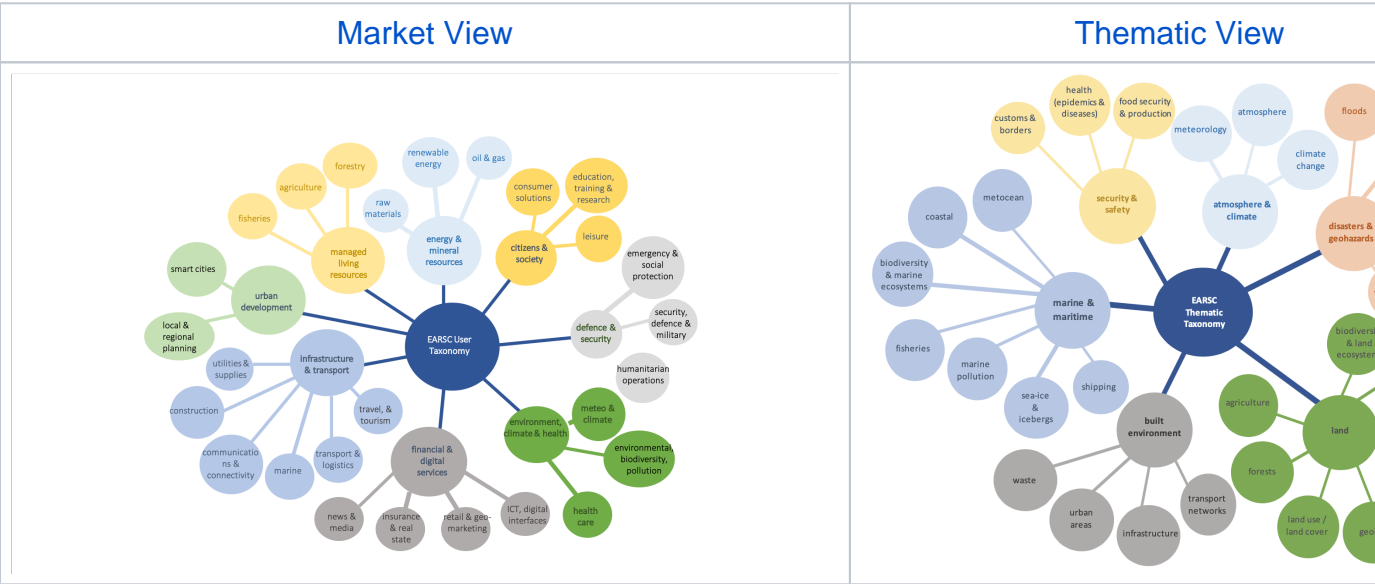 Market View
Thematic View
renewable
energy
oil & gas
forestry
agriculture
fisheries
raw
materials
consumer
solutions
education,
training &
research
leisure
managed
living
resources
energy &
mineral
resources
citizens &
society
emergency &
social
protection
smart cities
urban
development
local &
regional
planning
EARSC User
Taxonomy
defence &
security
security,
defence &
military
humanitarian
operations
utilities &
supplies
infrastructure
& transport
construction
travel, &
tourism
communicatio
ns &
connectivity
marine
transport &
logistics
financial &
digital
services
environment,
climate & health
meteo &
climate
environmental,
biodiversity,
pollution
health
care
news &
media
insurance
& real
state
retail & geo-
marketing
ICT, digital
interfaces
customs &
borders
health
(epidemics &
diseases)
food security
& production
meteorology
atmosphere
climate
change
floods
security &
safety
atmosphere &
climate
disasters &
geohazards
metocean
coastal
biodiversity
& marine
ecosystems
marine &
maritime
EARSC
Thematic
Taxonomy
fisheries
marine
pollution
sea-ice
&
icebergs
shipping
built
environment
waste
urban
areas
infrastructure
transport
networks
& land
land
agriculture
forests
land use /
land cover